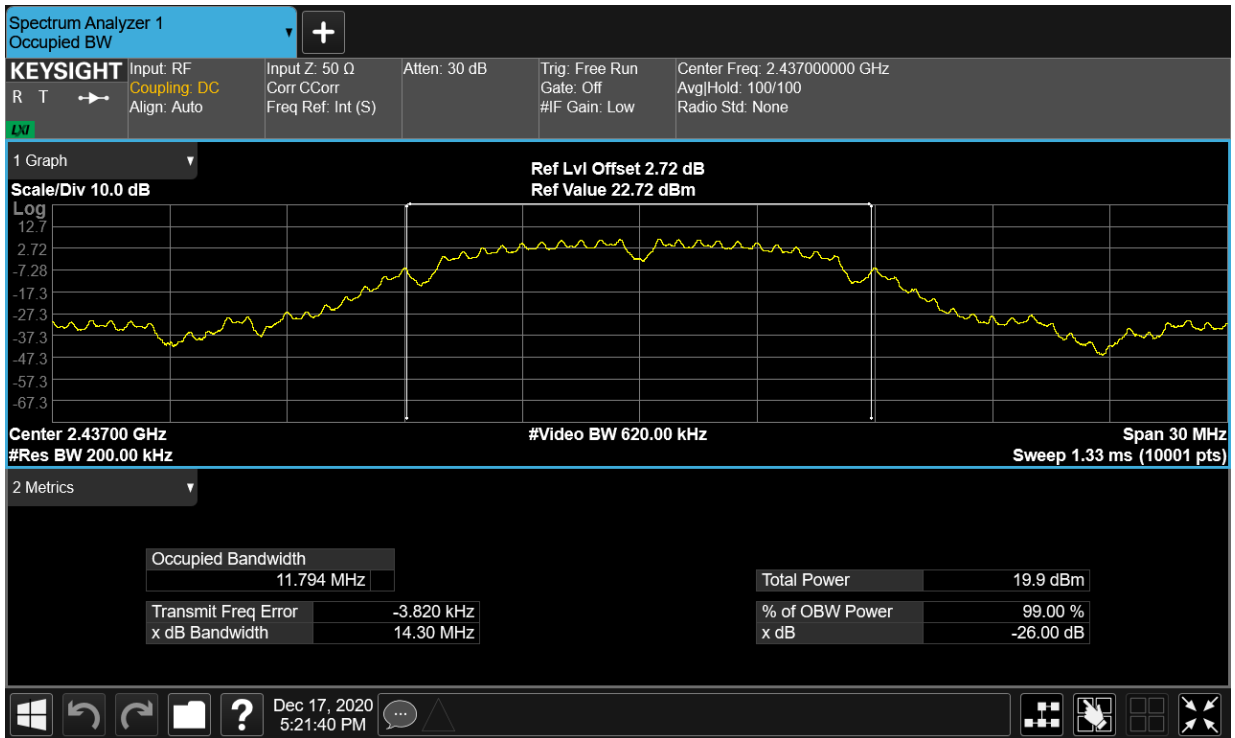 Spectrum Analyzer 1
Occupied BW
KEYSIGHT
R T
LXI
Input: RF
Coupling: DC
Align: Auto
Input Z: 50 Ω
Corr CCorr
Freq Ref: Int (S)
Atten: 30 dB
Trig: Free Run
Gate: Off
#IF Gain: Low
Center Freq: 2.437000000 GHz
Avg|Hold: 100/100
Radio Std: None
1 Graph
Scale/Div 10.0 dB
Ref Lvl Offset 2.72 dB
Ref Value 22.72 dBm
Log
12.7
2.72
-7.28
-17.3
-27.3
-37.3
-47.3
-57.3
-67.3
Center 2.43700 GHz
#Res BW 200.00 kHz
#Video BW 620.00 kHz
Span 30 MHz
Sweep 1.33 ms (10001 pts)
2 Metrics
Occupied Bandwidth
11.794 MHz
Transmit Freq Error -3.820 kHz
x dB Bandwidth 14.30 MHz
Total Power 19.9 dBm
% of OBW Power 99.00 %
x dB -26.00 dB
?
Dec 17, 2020
5:21:40 PM